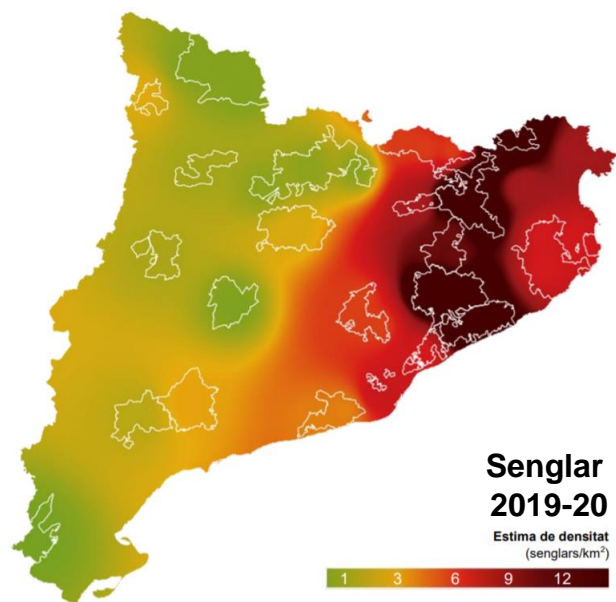 Senglar
2019-20
Estima de densitat
(senglars/km²)
1 3 6 9 12